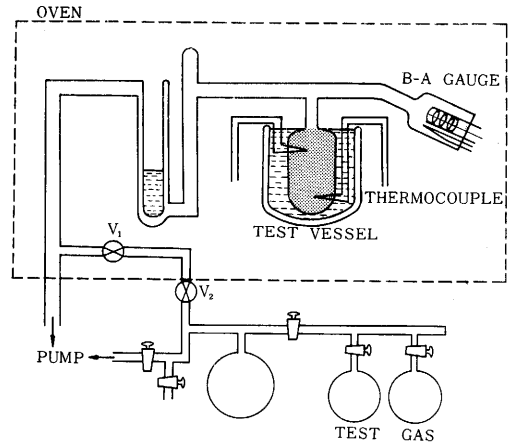 OVEN
B-A GAUGE
THERMOCOUPLE
TEST VESSEL
V₁
V₂
PUMP
TEST GAS